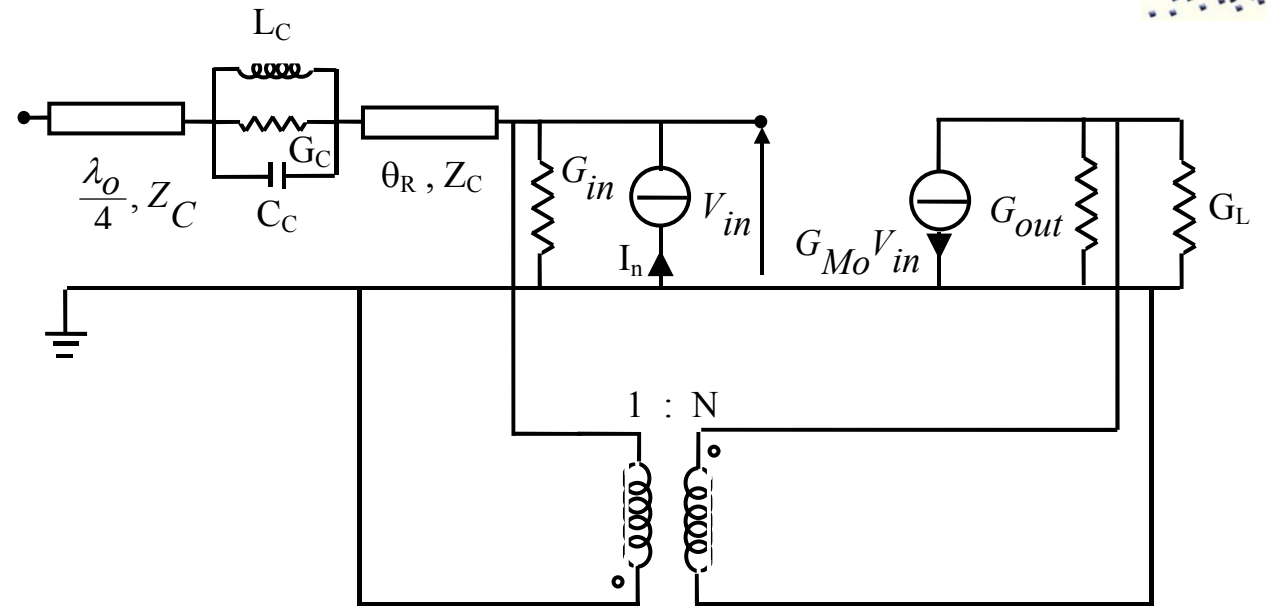 L_C
G_C
C_C
λ_o/4, Z_C
θ_R , Z_C
G_in
I_n
V_in
G_Mo V_in
G_out
G_L
1 : N